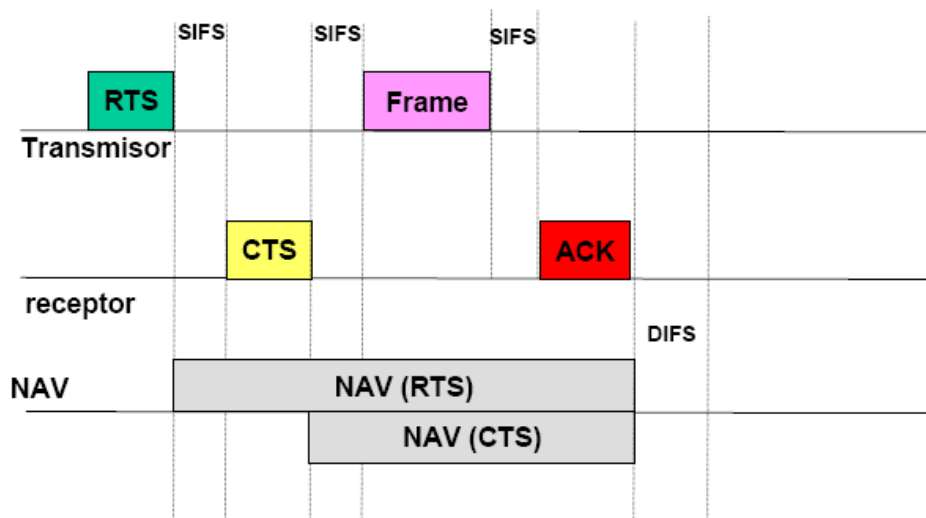 SIFS
SIFS
SIFS
RTS
Frame
Transmisor
CTS
ACK
receptor
DIFS
NAV
NAV (RTS)
NAV (CTS)